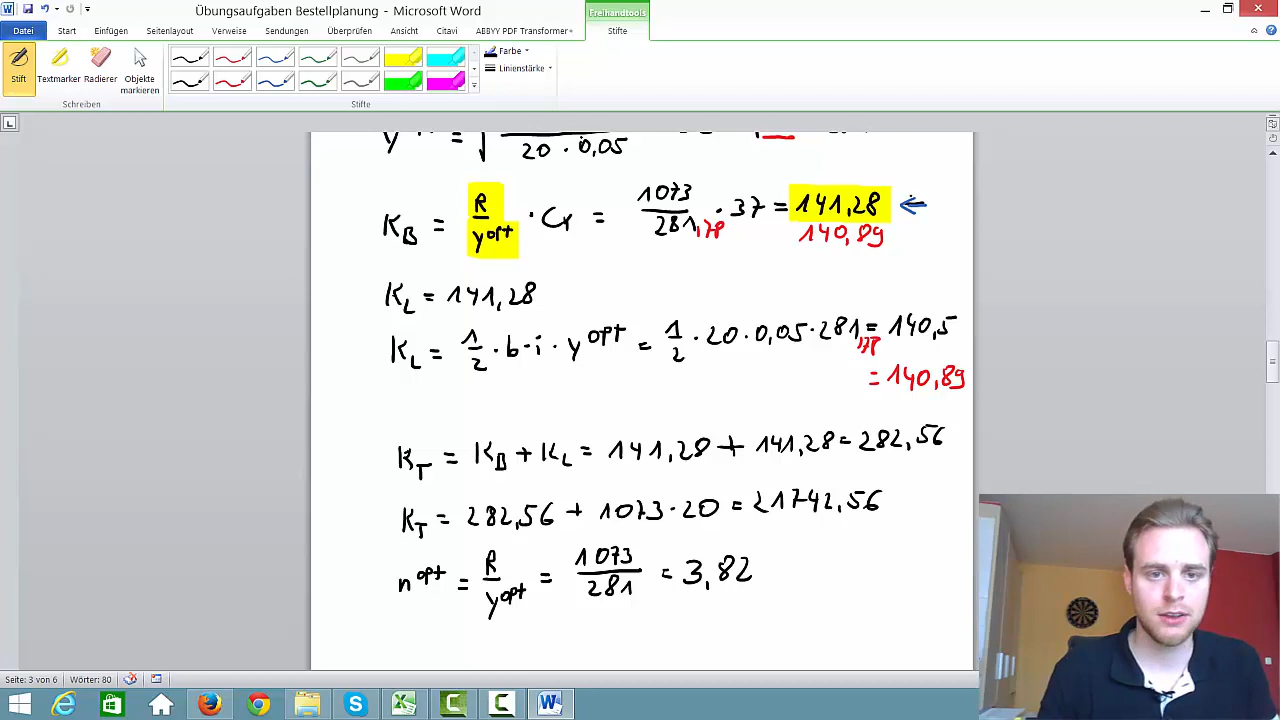 Übungsaufgaben Bestellplanung - Microsoft Word
Freihandtools
Datei Start Einfügen Seitenlayout Verweise Sendungen Überprüfen Ansicht Citavi ABBYY PDF Transformer+ Stifte
Stift Textmarker Radierer Objekte markieren
Farbe
Linienstärke
Schreiben Stifte
20 · 0,05
K_B = R/y^opt · Cr = 1073/281,178 · 37 = 141,28 ←
140,89
K_L = 141,28
K_L = 1/2 · b · i · y^opt = 1/2 · 20 · 0,05 · 281,178 = 140,5
= 140,89
K_T = K_B + K_L = 141,28 + 141,28 = 282,56
K_T = 282,56 + 1073 · 20 = 21742,56
n^opt = R/y^opt = 1073/281 = 3,82
Seite: 3 von 6 Wörter: 80